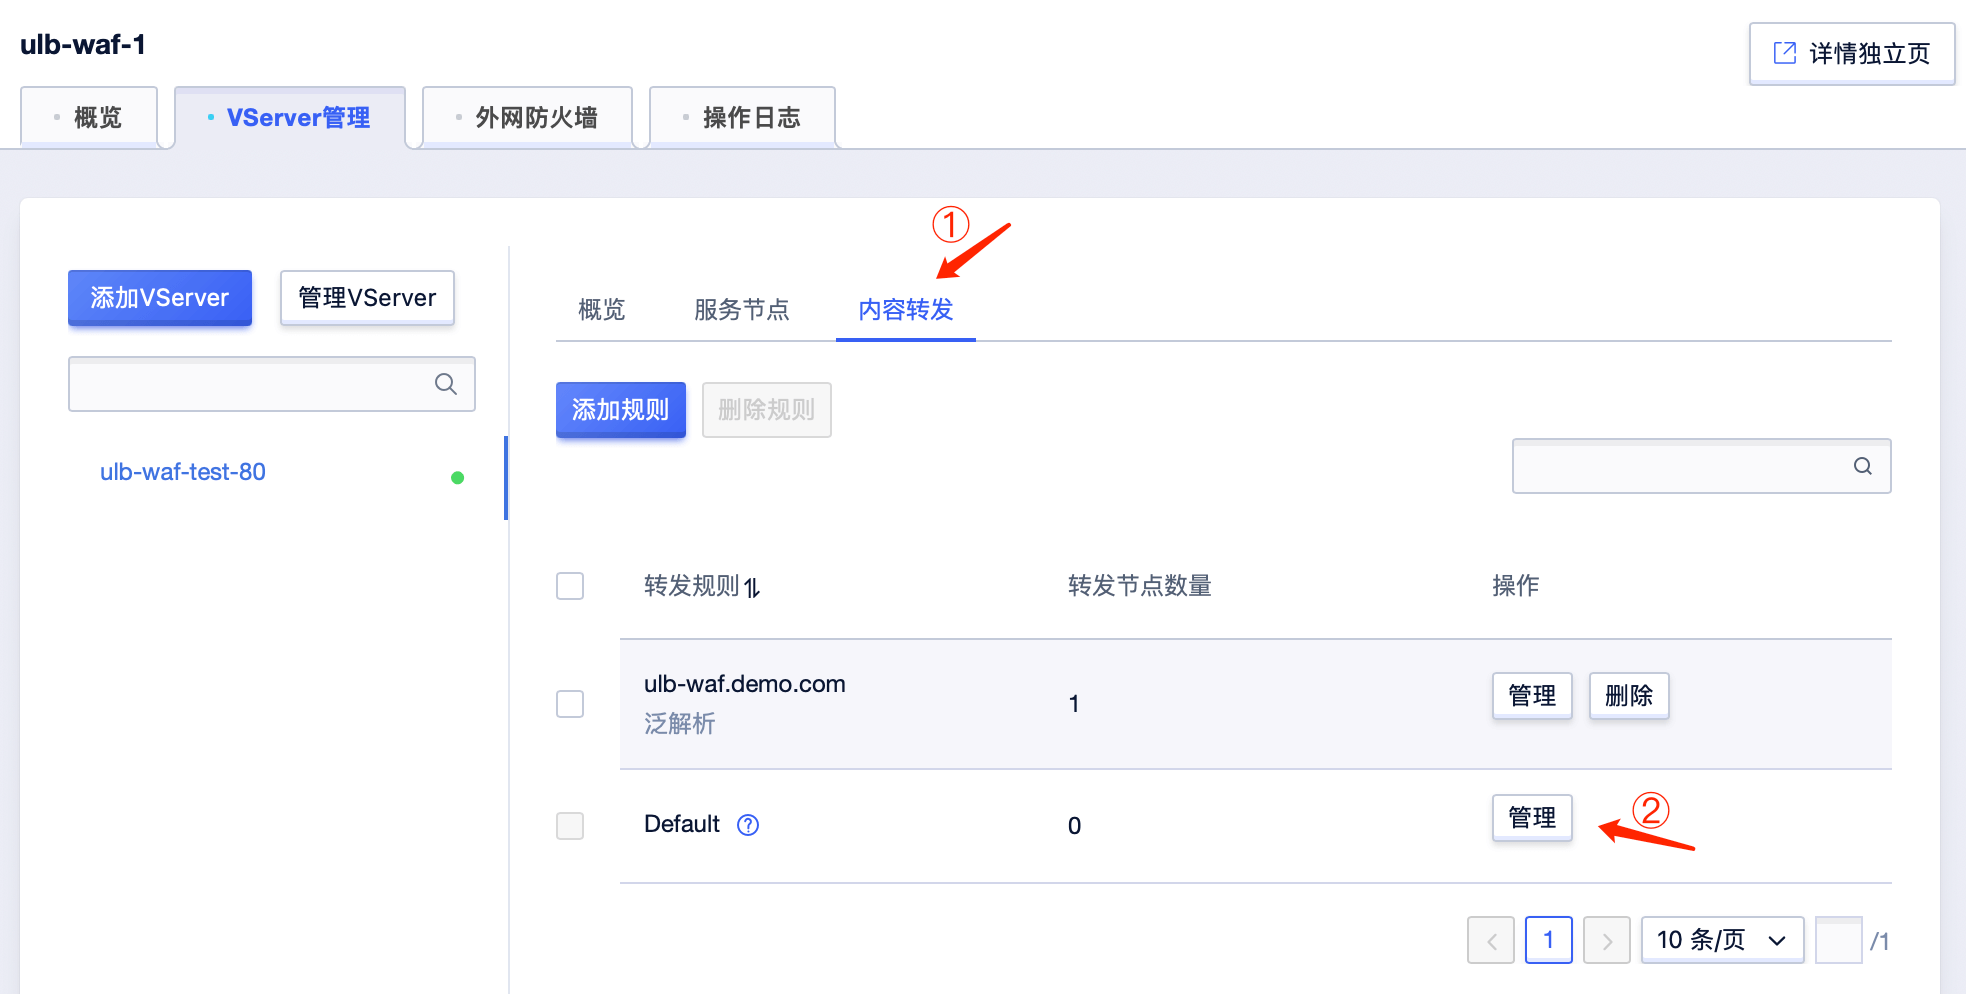 ulb-waf-1
详情独立页
概览
VServer管理
外网防火墙
操作日志
①
添加VServer
管理VServer
概览
服务节点
内容转发
添加规则
删除规则
ulb-waf-test-80
转发规则
转发节点数量
操作
ulb-waf.demo.com
泛解析
1
管理
删除
Default ?
0
管理
②
1
10 条/页
/1